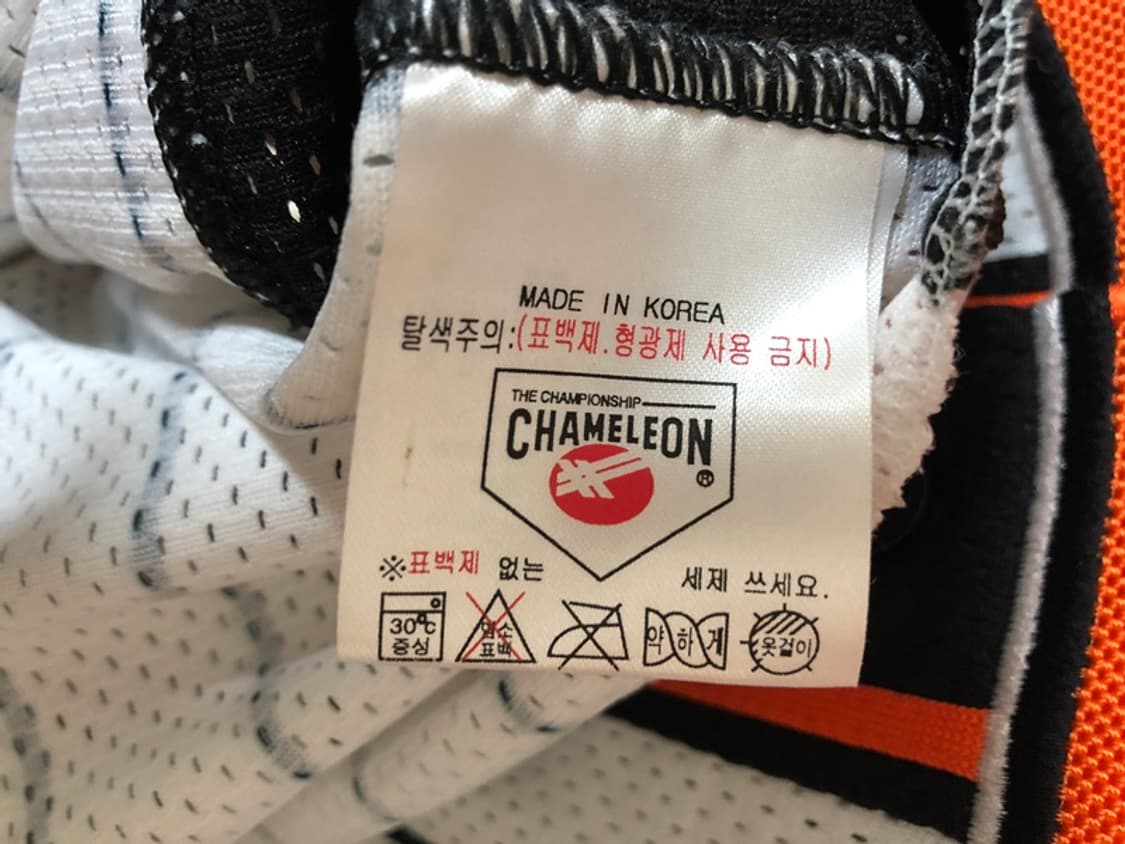 MADE IN KOREA
탈색주의:(표백제.형광제 사용 금지)
THE CHAMPIONSHIP
CHAMELEON
®
※표백제 없는 세제 쓰세요.
30℃ 중성
염소 표백
약하게
옷걸이